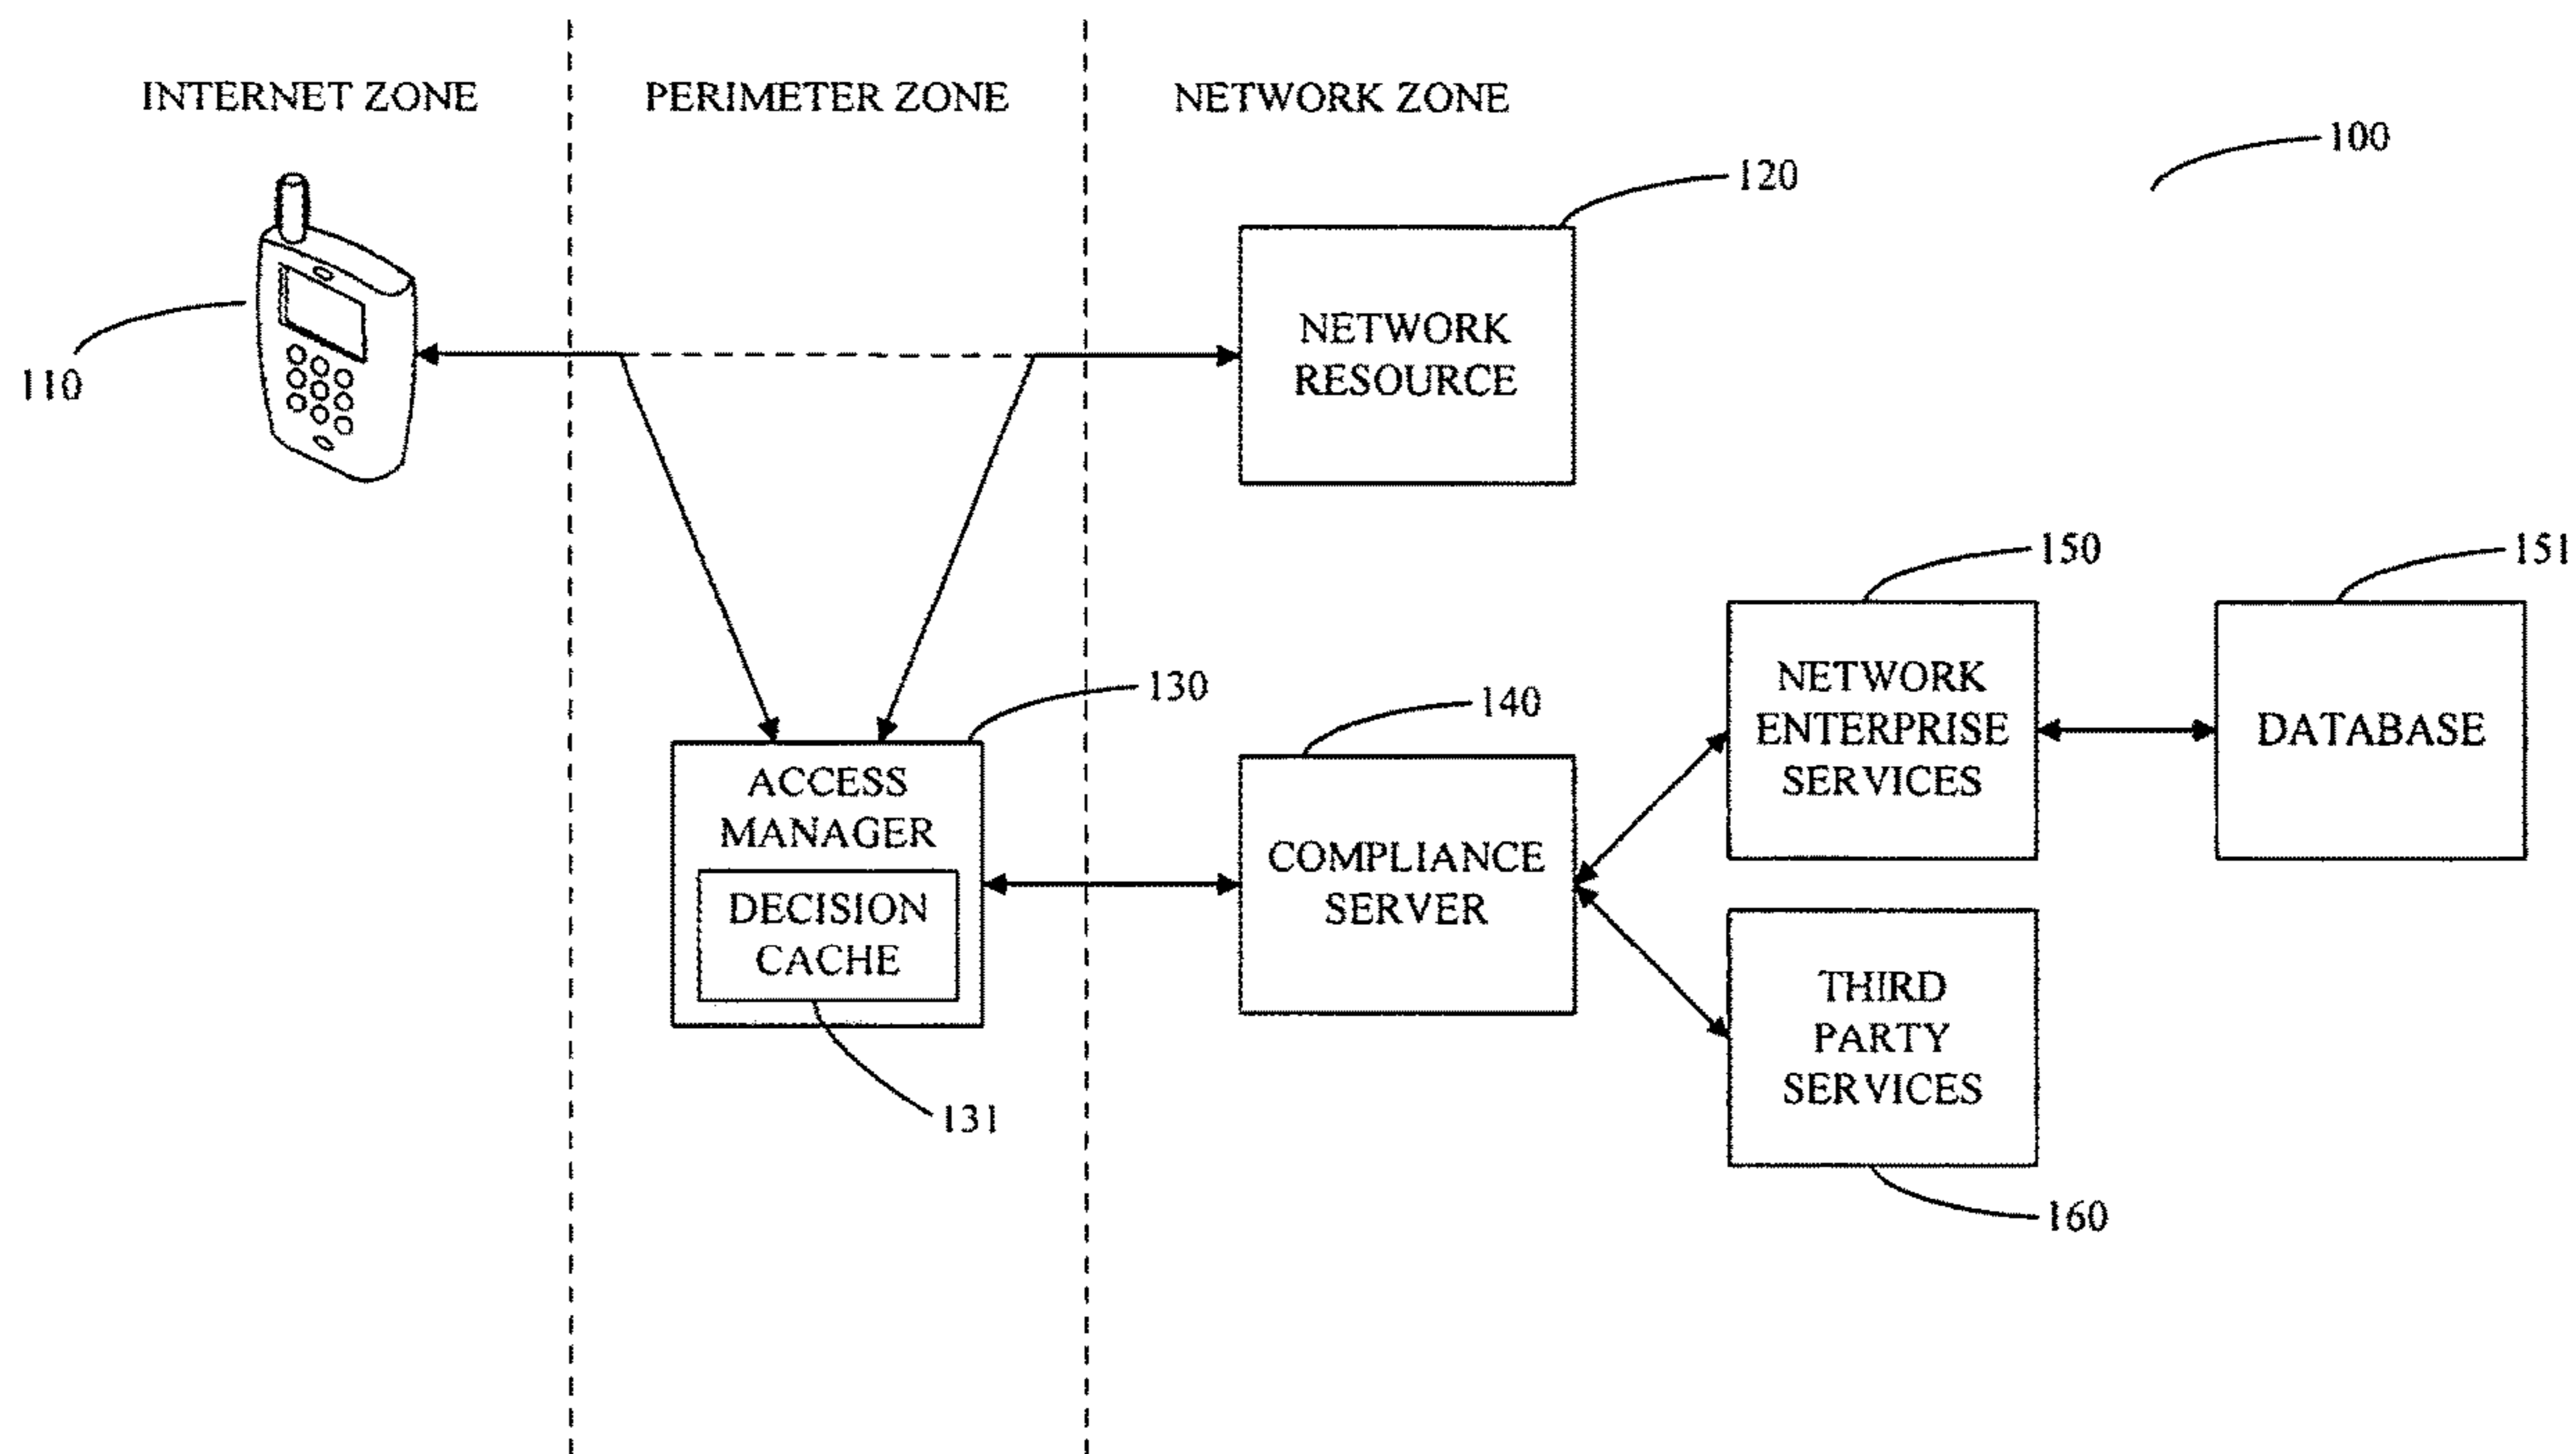 INTERNET ZONE
PERIMETER ZONE
NETWORK ZONE
100
120
110
NETWORK
RESOURCE
150
151
130
140
NETWORK
ENTERPRISE
SERVICES
DATABASE
ACCESS
MANAGER
DECISION
CACHE
COMPLIANCE
SERVER
131
THIRD
PARTY
SERVICES
160